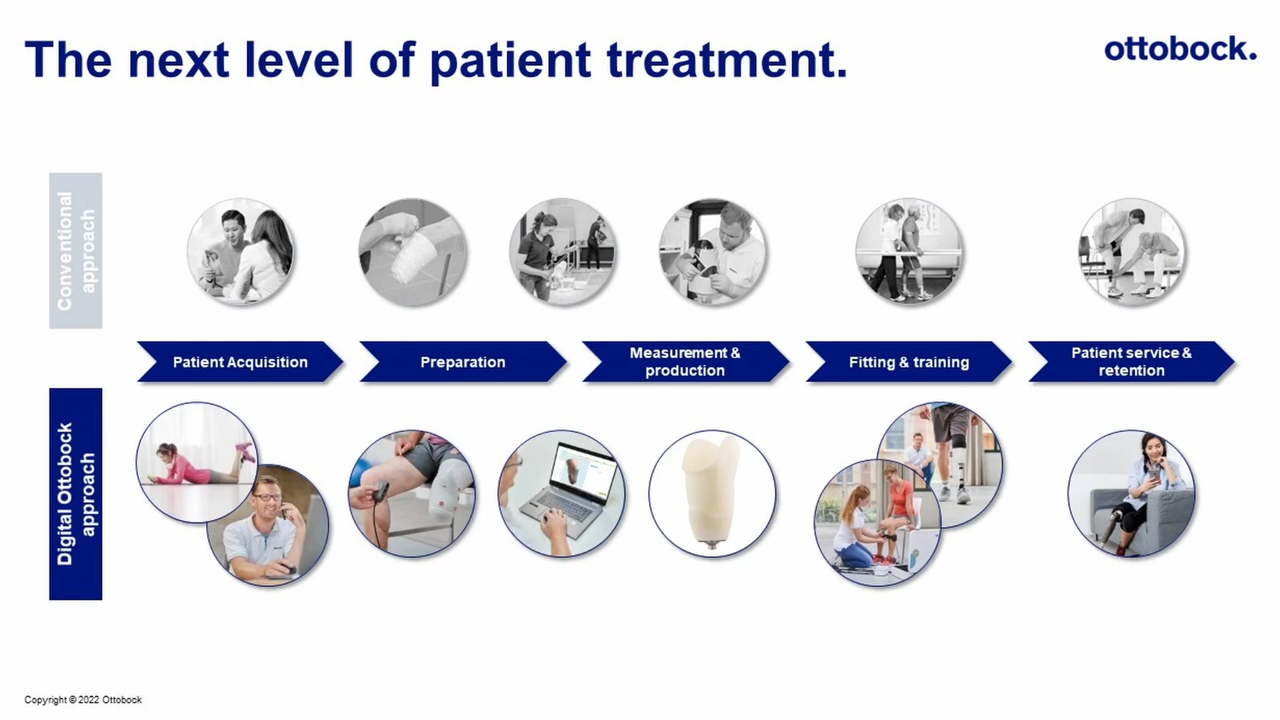 The next level of patient treatment.
ottobock.
Conventional
approach
Patient Acquisition
Preparation
Measurement &
production
Fitting & training
Patient service &
retention
Digital Ottobock
approach
Copyright © 2022 Ottobock